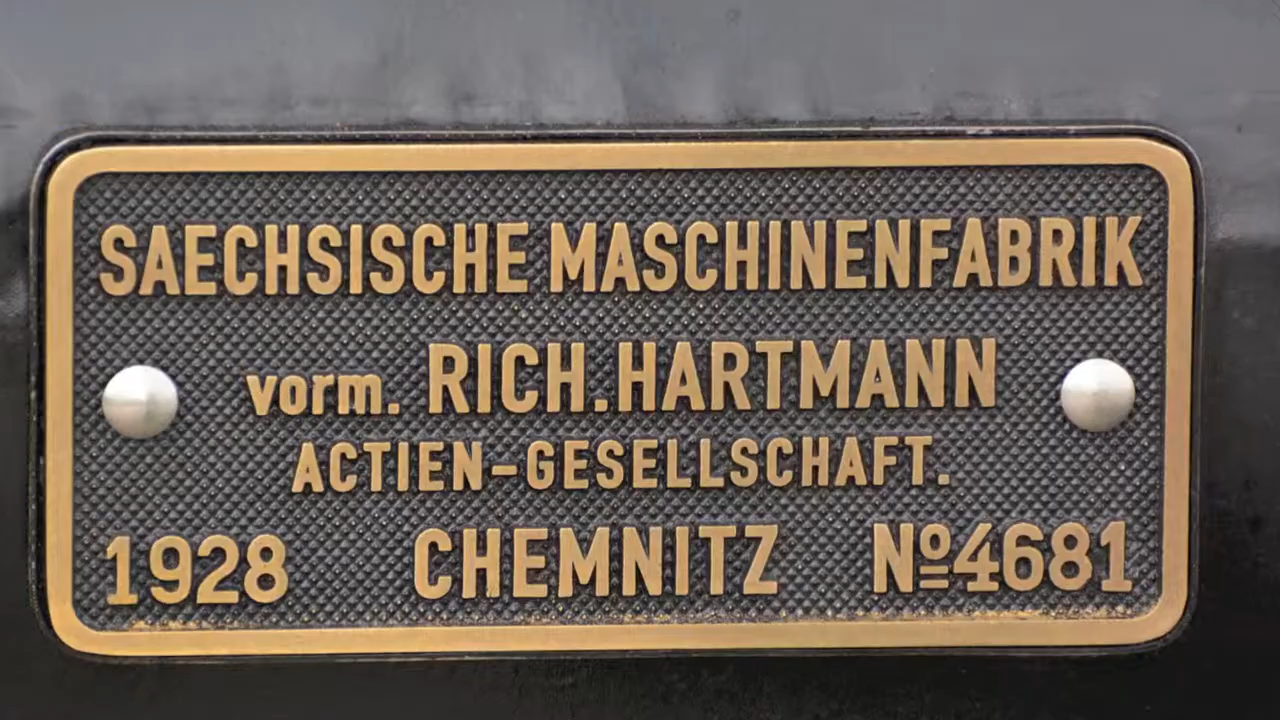 SAECHSISCHE MASCHINENFABRIK
vorm. RICH.HARTMANN
ACTIEN-GESELLSCHAFT.
1928 CHEMNITZ Nº4681